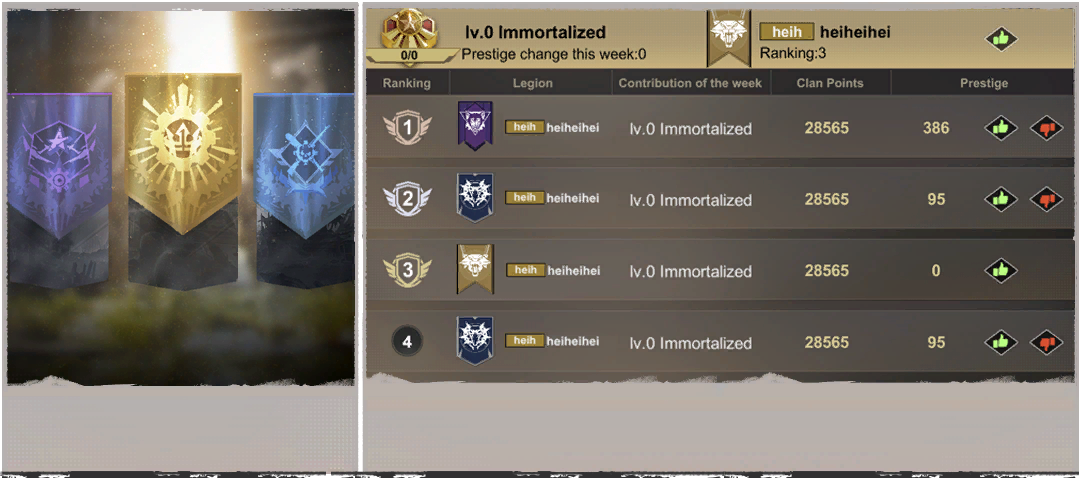 lv.0 Immortalized
0/0
Prestige change this week:0
heih heiheihei
Ranking:3
Ranking Legion Contribution of the week Clan Points Prestige
1 heih heiheihei lv.0 Immortalized 28565 386
2 heih heiheihei lv.0 Immortalized 28565 95
3 heih heiheihei lv.0 Immortalized 28565 0
4 heih heiheihei lv.0 Immortalized 28565 95